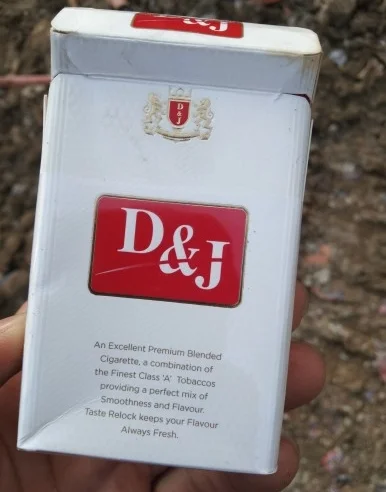 D&J
D
&
J
D&J
An Excellent Premium Blended
Cigarette, a combination of
the Finest Class 'A' Tobaccos
providing a perfect mix of
Smoothness and Flavour.
Taste Relock keeps your Flavour
Always Fresh.